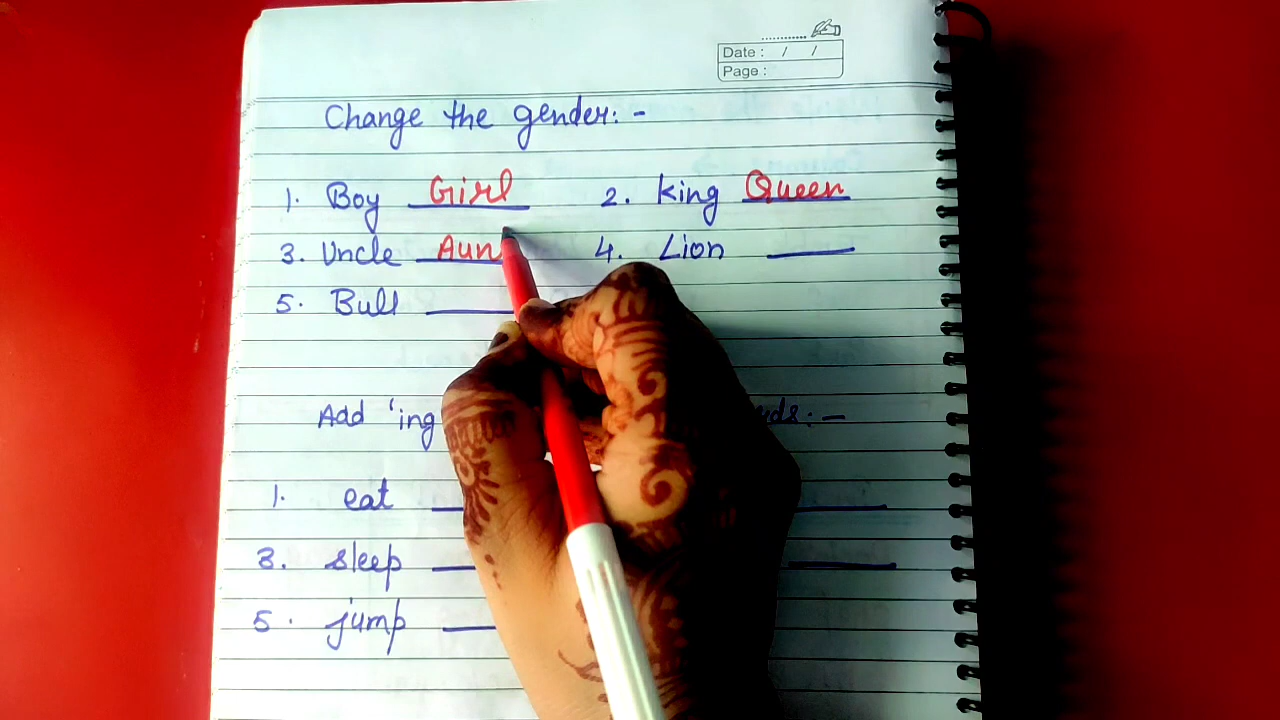 Date : / /
Page :
Change the gender: -
1. Boy Girl 2. King Queen
3. Uncle Aun 4. Lion
5. Bull
Add 'ing
1. eat
3. sleep
5. jump